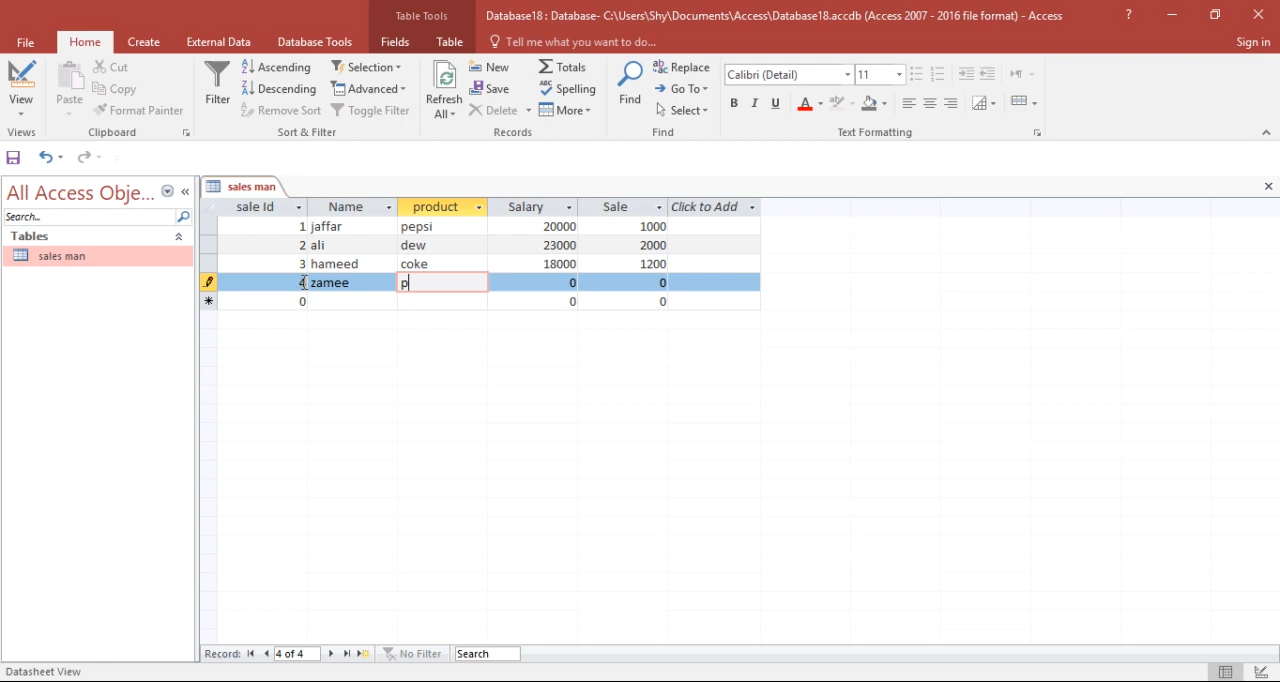 Table Tools
Database18 : Database- C:\Users\Shy\Documents\Access\Database18.accdb (Access 2007 - 2016 file format) - Access
?
File Home Create External Data Database Tools Fields Table Tell me what you want to do... Sign in
View
Views
Paste
Cut
Copy
Format Painter
Clipboard
Filter
Ascending
Descending
Remove Sort
Selection
Advanced
Toggle Filter
Sort & Filter
Refresh
All
New
Save
Delete
Totals
Spelling
More
Records
Find
Replace
Go To
Select
Find
Calibri (Detail) 11
B I U A
Text Formatting
All Access Obje...
Search...
Tables
sales man
sales man
sale Id Name product Salary Sale Click to Add
1 jaffar pepsi 20000 1000
2 ali dew 23000 2000
3 hameed coke 18000 1200
4 zamee p 0 0
0 0 0
Record: 4 of 4 No Filter Search
Datasheet View